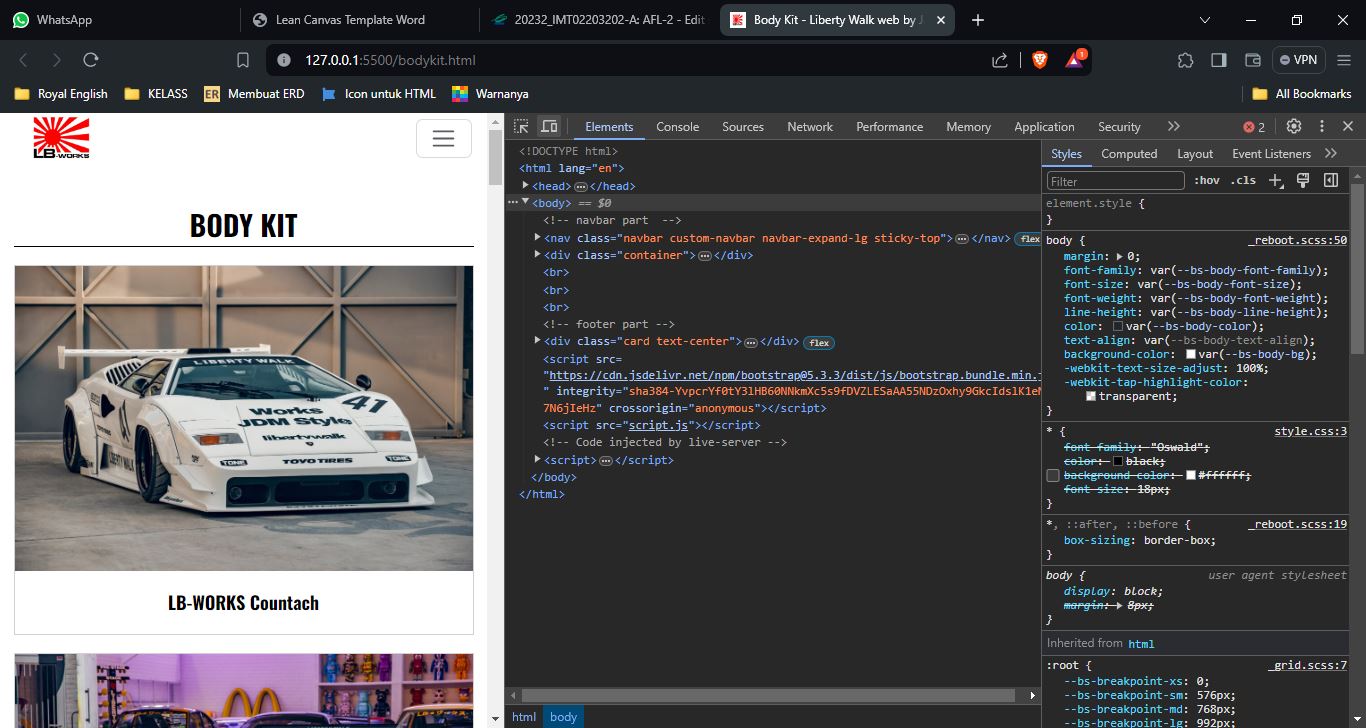 WhatsApp
Lean Canvas Template Word
20232_IMT02203202-A: AFL-2 - Edit
Body Kit - Liberty Walk web by J
127.0.0.1:5500/bodykit.html
1
VPN
Royal English
KELASS
ER Membuat ERD
Icon untuk HTML
Warnanya
All Bookmarks
LB-WORKS
BODY KIT
LIBERTY WALK
Works
JDM Style
libertywalk
41
TONE
TOYO TIRES
TONE
LB-WORKS Countach
Elements
Console
Sources
Network
Performance
Memory
Application
Security
2
<!DOCTYPE html>
<html lang="en">
<head>…</head>
<body> == $0
<!-- navbar part  -->
<nav class="navbar custom-navbar navbar-expand-lg sticky-top">…</nav> flex
<div class="container">…</div>
<br>
<br>
<br>
<!-- footer part -->
<div class="card text-center">…</div> flex
<script src=
"https://cdn.jsdelivr.net/npm/bootstrap@5.3.3/dist/js/bootstrap.bundle.min.j
" integrity="sha384-YvpcrYf0tY3lHB60NNkmXc5s9fDVZLESaAA55NDzOxhy9GkcIdslK1eN
7N6jIeHz" crossorigin="anonymous"></script>
<script src="script.js"></script>
<!-- Code injected by live-server -->
<script>…</script>
</body>
</html>
html
body
Styles
Computed
Layout
Event Listeners
Filter
:hov
.cls
element.style {
}
body {
_reboot.scss:50
margin: 0;
font-family: var(--bs-body-font-family);
font-size: var(--bs-body-font-size);
font-weight: var(--bs-body-font-weight);
line-height: var(--bs-body-line-height);
color: var(--bs-body-color);
text-align: var(--bs-body-text-align);
background-color: var(--bs-body-bg);
-webkit-text-size-adjust: 100%;
-webkit-tap-highlight-color:
transparent;
}
* {
style.css:3
font-family: "Oswald";
color: black;
background-color: #ffffff;
font-size: 18px;
}
*, ::after, ::before {
_reboot.scss:19
box-sizing: border-box;
}
body {
user agent stylesheet
display: block;
margin: 8px;
}
Inherited from html
:root {
_grid.scss:7
--bs-breakpoint-xs: 0;
--bs-breakpoint-sm: 576px;
--bs-breakpoint-md: 768px;
--bs-breakpoint-lg: 992px;